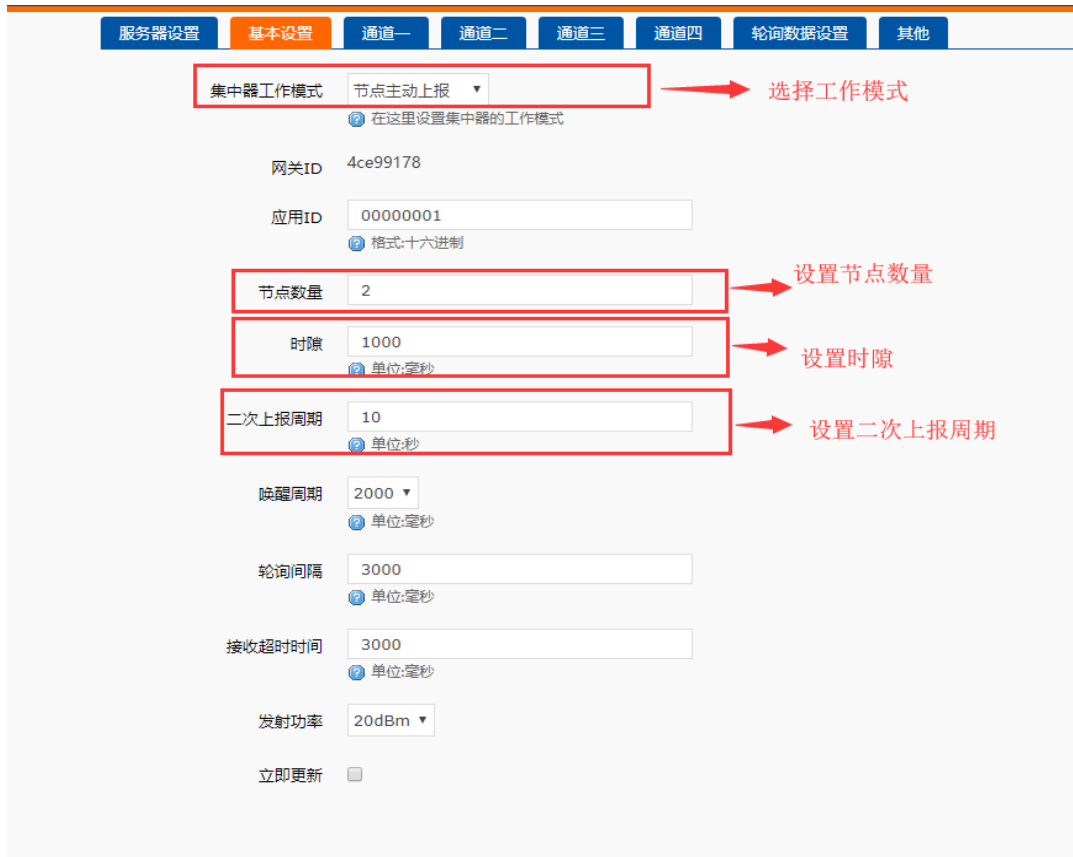 服务器设置 基本设置 通道一 通道二 通道三 通道四 轮询数据设置 其他
集中器工作模式 节点主动上报 选择工作模式
在这里设置集中器的工作模式
网关ID 4ce99178
应用ID 00000001
格式:十六进制
设置节点数量
节点数量 2
时隙 1000
设置时隙
单位:毫秒
二次上报周期 10
设置二次上报周期
单位:秒
唤醒周期 2000
单位:毫秒
轮询间隔 3000
单位:毫秒
接收超时时间 3000
单位:毫秒
发射功率 20dBm
立即更新